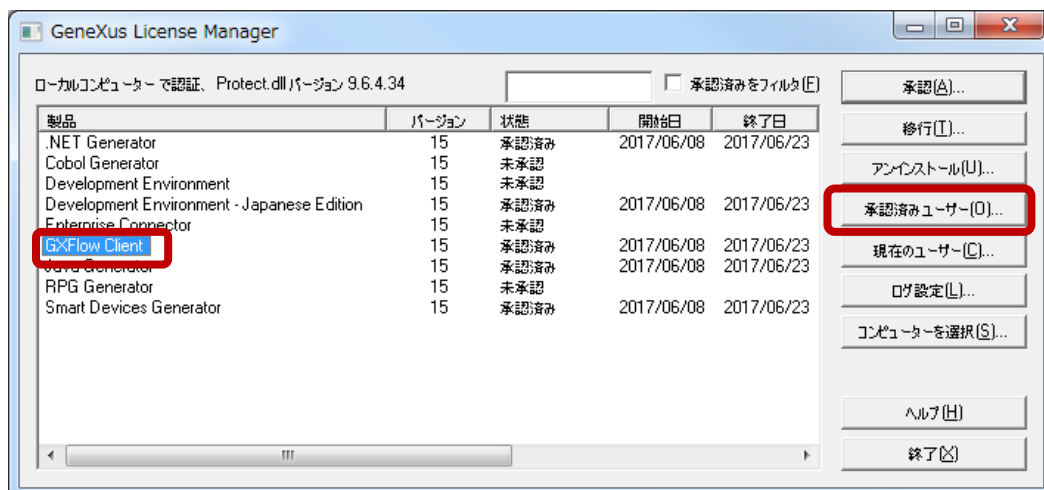 GeneXus License Manager
ローカルコンピューター で認証、Protect.dll バージョン 9.6.4.34
承認済みをフィルタ(F)
承認(A)...
製品 バージョン 状態 開始日 終了日
移行(T)...
.NET Generator 15 承認済み 2017/06/08 2017/06/23
Cobol Generator 15 未承認
アンインストール(U)...
Development Environment 15 未承認
Development Environment - Japanese Edition 15 承認済み 2017/06/08 2017/06/23
承認済みユーザー(O)...
Enterprise Connector 15 未承認
GXFlow Client 15 承認済み 2017/06/08 2017/06/23
現在のユーザー(C)...
Java Generator 15 承認済み 2017/06/08 2017/06/23
RPG Generator 15 未承認
ログ設定(L)...
Smart Devices Generator 15 承認済み 2017/06/08 2017/06/23
コンピューターを選択(S)...
ヘルプ(H)
終了(X)